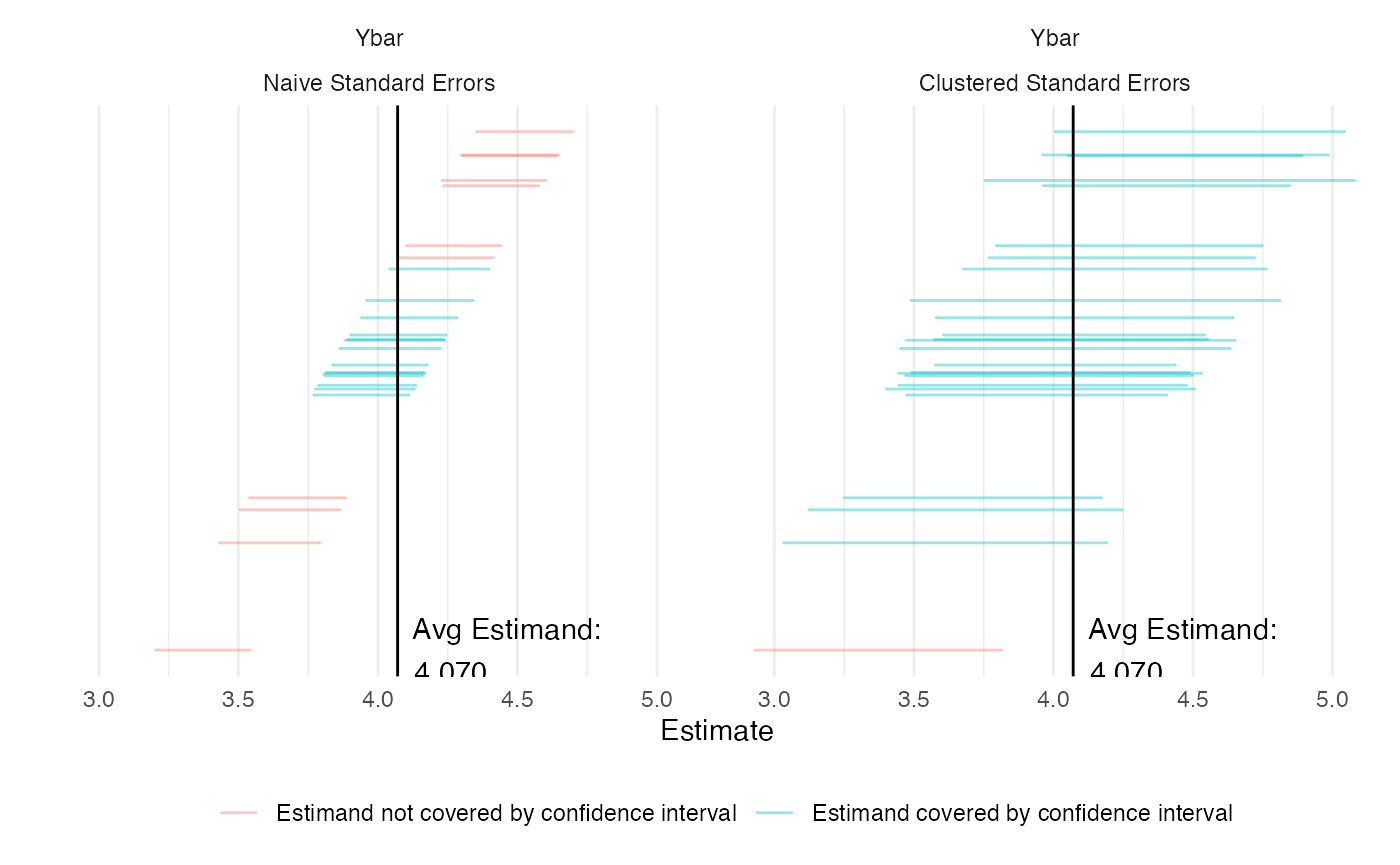 Ybar
Ybar
Naive Standard Errors
Clustered Standard Errors
Avg Estimand:
4.070
Avg Estimand:
4.070
3.0 3.5 4.0 4.5 5.0
3.0 3.5 4.0 4.5 5.0
Estimate
Estimand not covered by confidence interval
Estimand covered by confidence interval